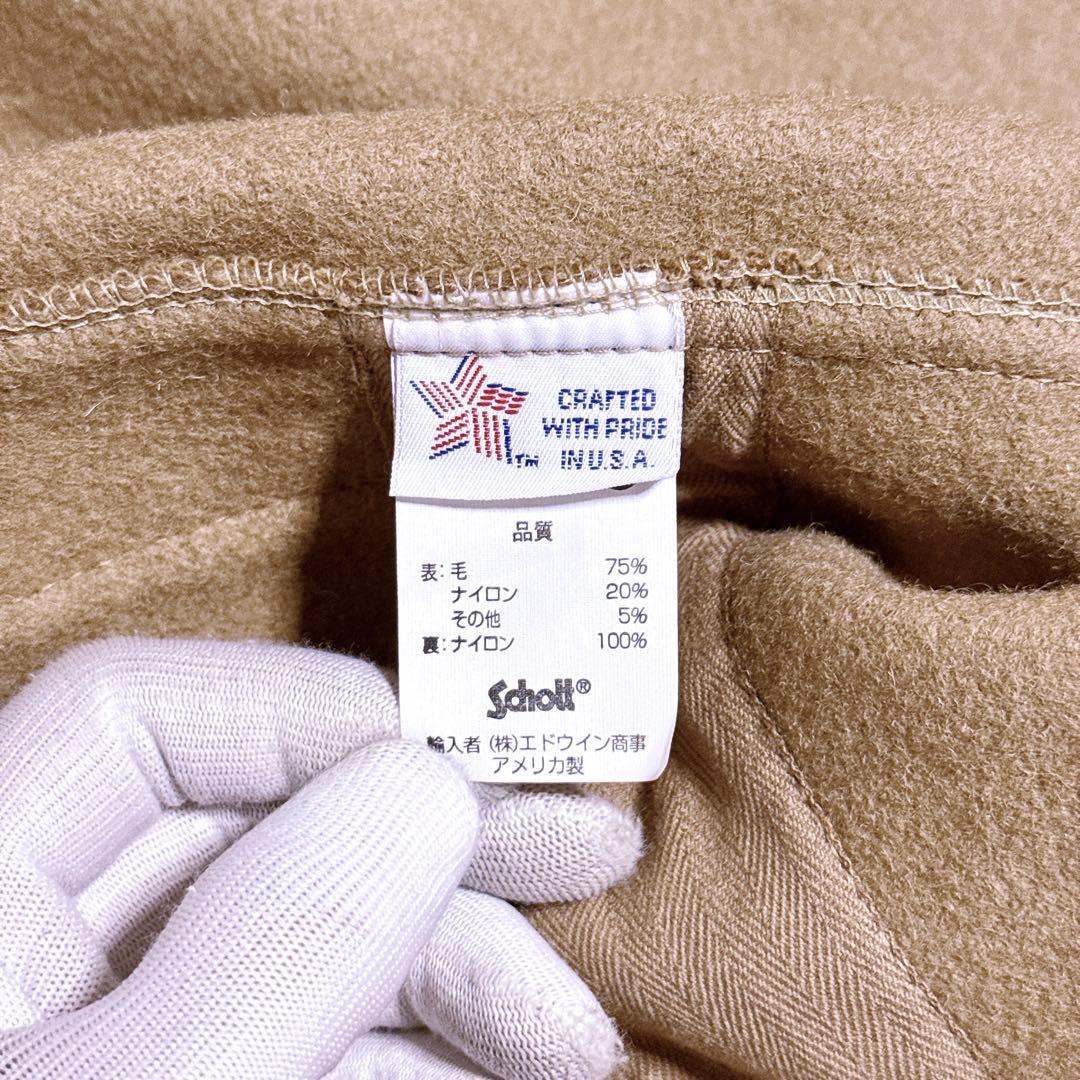 CRAFTED
WITH PRIDE
IN U.S.A.
TM
品質
表:毛 75%
ナイロン 20%
その他 5%
裏:ナイロン 100%
Schott®
輸入者 (株)エドウイン商事
アメリカ製